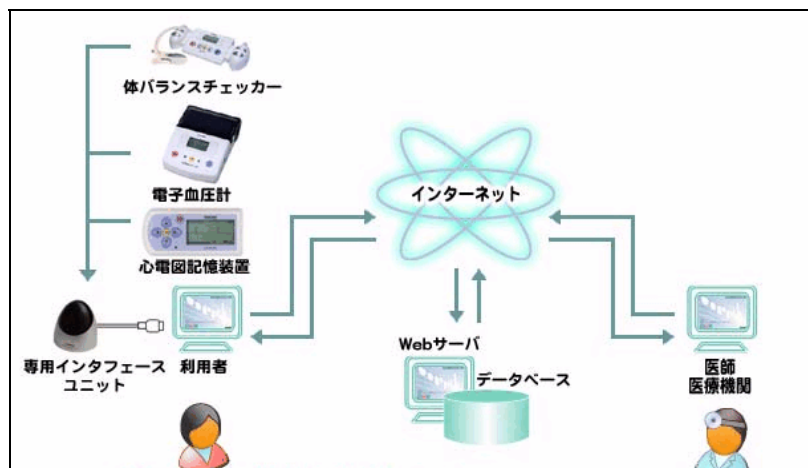 体バランスチェッカー
電子血圧計
心電図記憶装置
専用インタフェース
ユニット
利用者
インターネット
Webサーバ
データベース
医師
医療機関